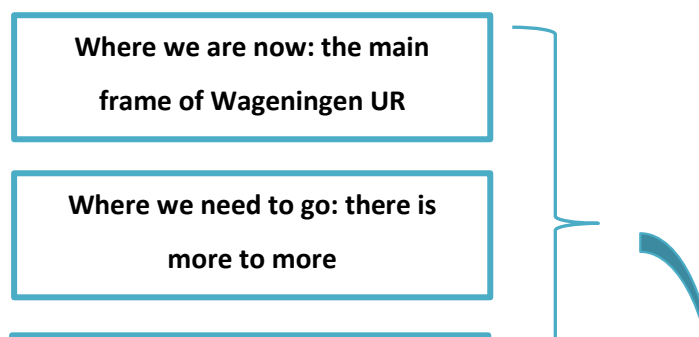 Where we are now: the main
frame of Wageningen UR
Where we need to go: there is
more to more